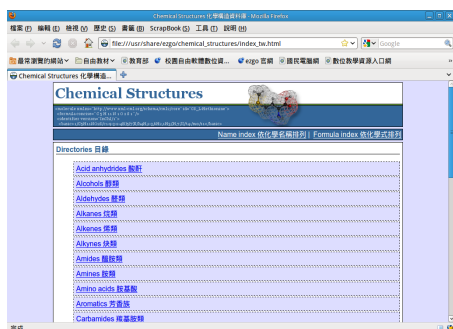 Chemical Structures 化學構造資料庫 - Mozilla Firefox
檔案(F) 編輯(E) 檢視(V) 歷史(S) 書籤(B) ScrapBook(S) 工具(T) 說明(H)
file:///usr/share/ezgo/chemical_structures/index_tw.html
Google
最常瀏覽的網站 自由教材 教育部 校園自由軟體數位資... ezgo 官網 國民電腦網 數位教學資源入口網
Chemical Structures 化學構造...
Chemical Structures
Name index 依化學名稱排列 | Formula index 依化學式排列
Directories 目錄
Acid anhydrides 酸酐
Alcohols 醇類
Aldehydes 醛類
Alkanes 烷類
Alkenes 烯類
Alkynes 炔類
Amides 醯胺類
Amines 胺類
Amino acids 胺基酸
Aromatics 芳香族
Carbamides 羰基胺類
完成